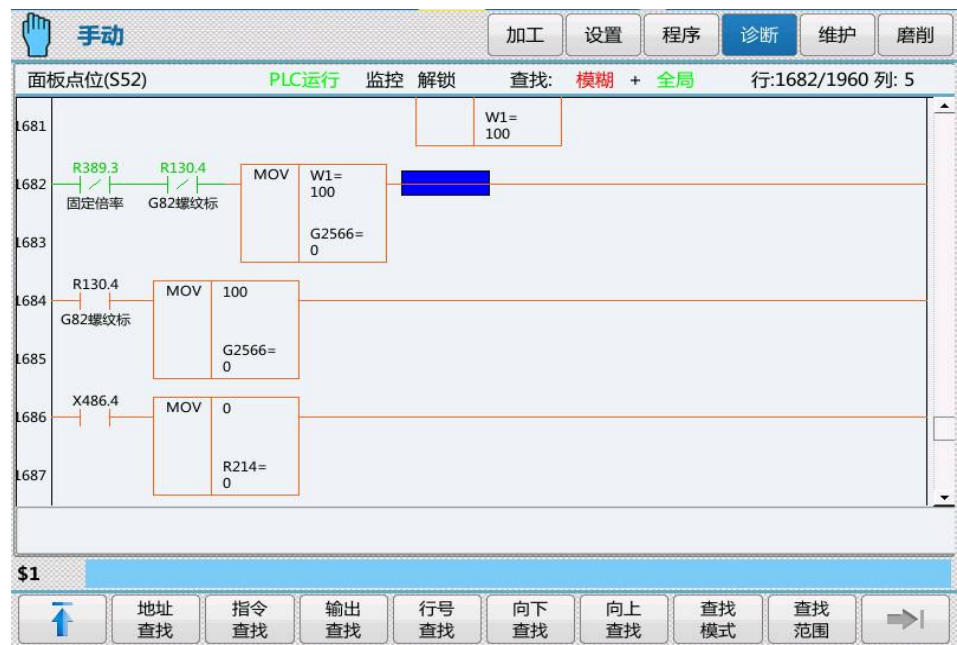 手动
加工 设置 程序 诊断 维护 磨削
面板点位(S52) PLC运行 监控 解锁 查找: 模糊 + 全局 行:1682/1960 列: 5
1681 W1=
100
R389.3 R130.4 MOV W1=
1682 100
固定倍率 G82螺纹标
G2566=
1683 0
R130.4 MOV 100
1684
G82螺纹标
G2566=
1685 0
X486.4 MOV 0
1686
R214=
1687 0
$1
地址查找 指令查找 输出查找 行号查找 向下查找 向上查找 查找模式 查找范围